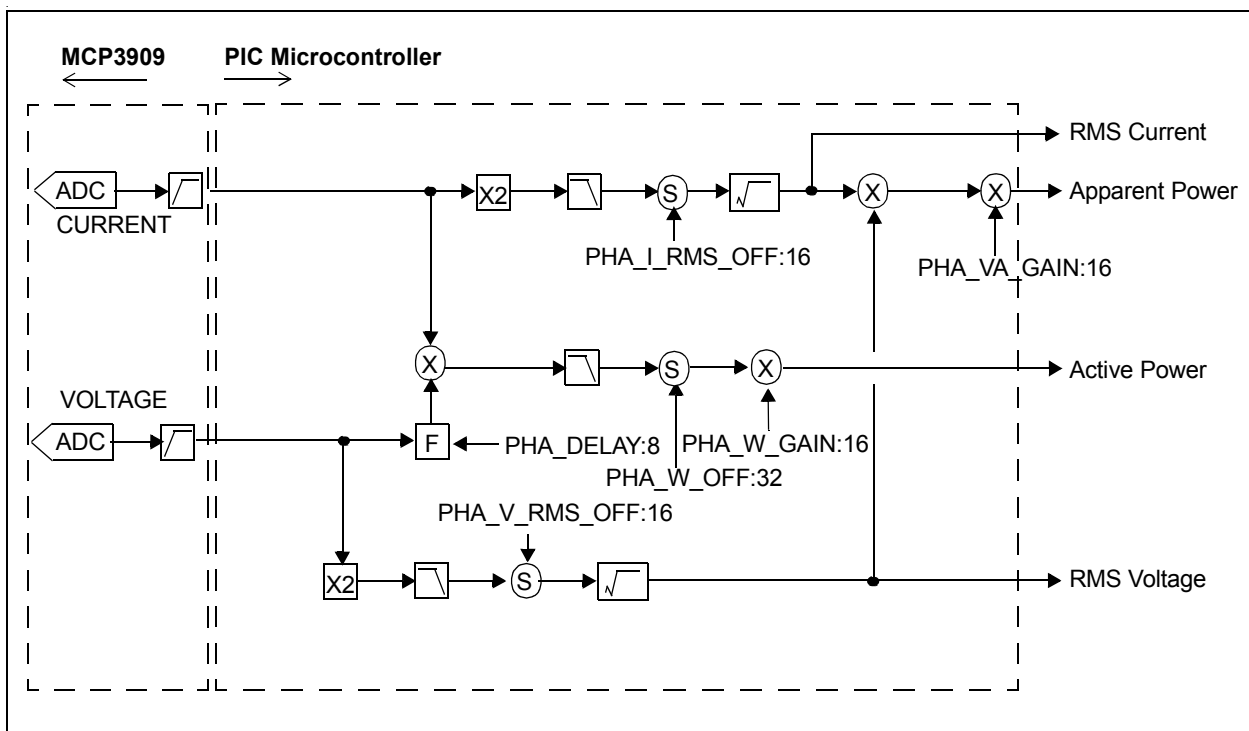 MCP3909
PIC Microcontroller
RMS Current
ADC
X2
S
X
X
Apparent Power
CURRENT
PHA_I_RMS_OFF:16
PHA_VA_GAIN:16
X
S
X
Active Power
VOLTAGE
ADC
F
PHA_DELAY:8
PHA_W_GAIN:16
PHA_W_OFF:32
PHA_V_RMS_OFF:16
X2
S
RMS Voltage